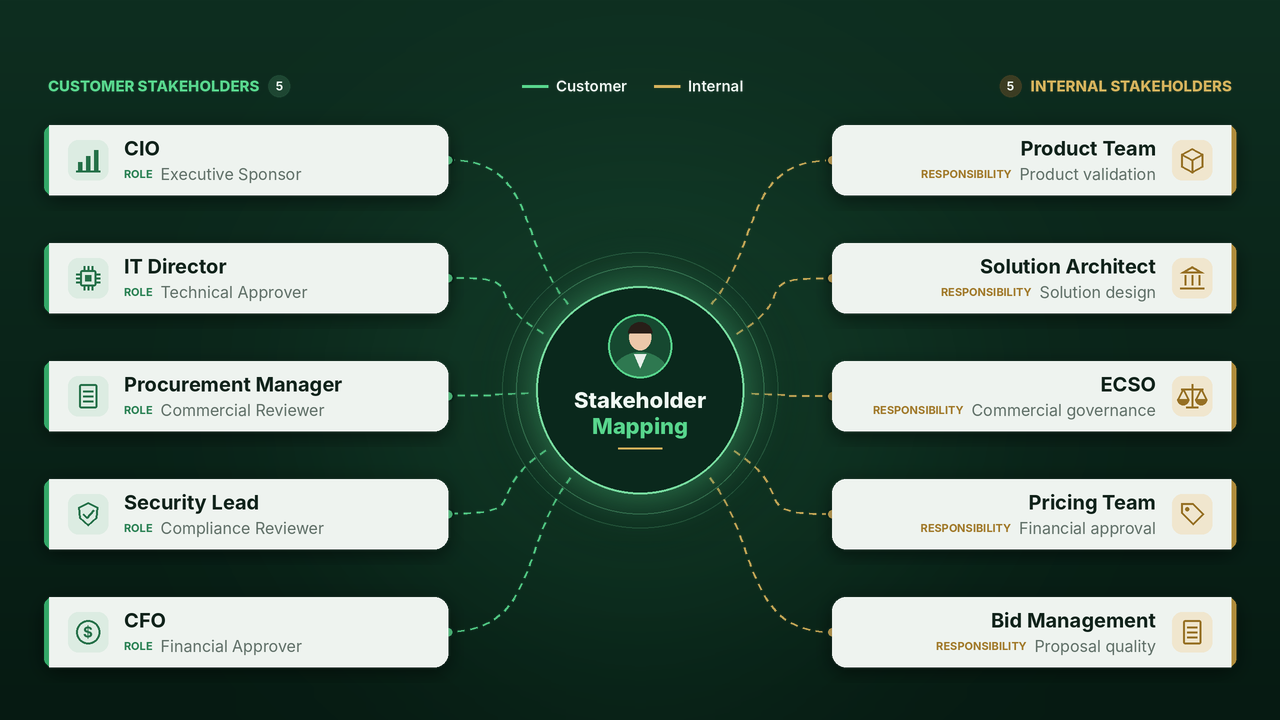 CUSTOMER STAKEHOLDERS 5
Customer Internal
5 INTERNAL STAKEHOLDERS
CIO
ROLE Executive Sponsor
IT Director
ROLE Technical Approver
Procurement Manager
ROLE Commercial Reviewer
Security Lead
ROLE Compliance Reviewer
CFO
$
ROLE Financial Approver
Stakeholder
Mapping
Product Team
RESPONSIBILITY Product validation
Solution Architect
RESPONSIBILITY Solution design
ECSO
RESPONSIBILITY Commercial governance
Pricing Team
RESPONSIBILITY Financial approval
Bid Management
RESPONSIBILITY Proposal quality